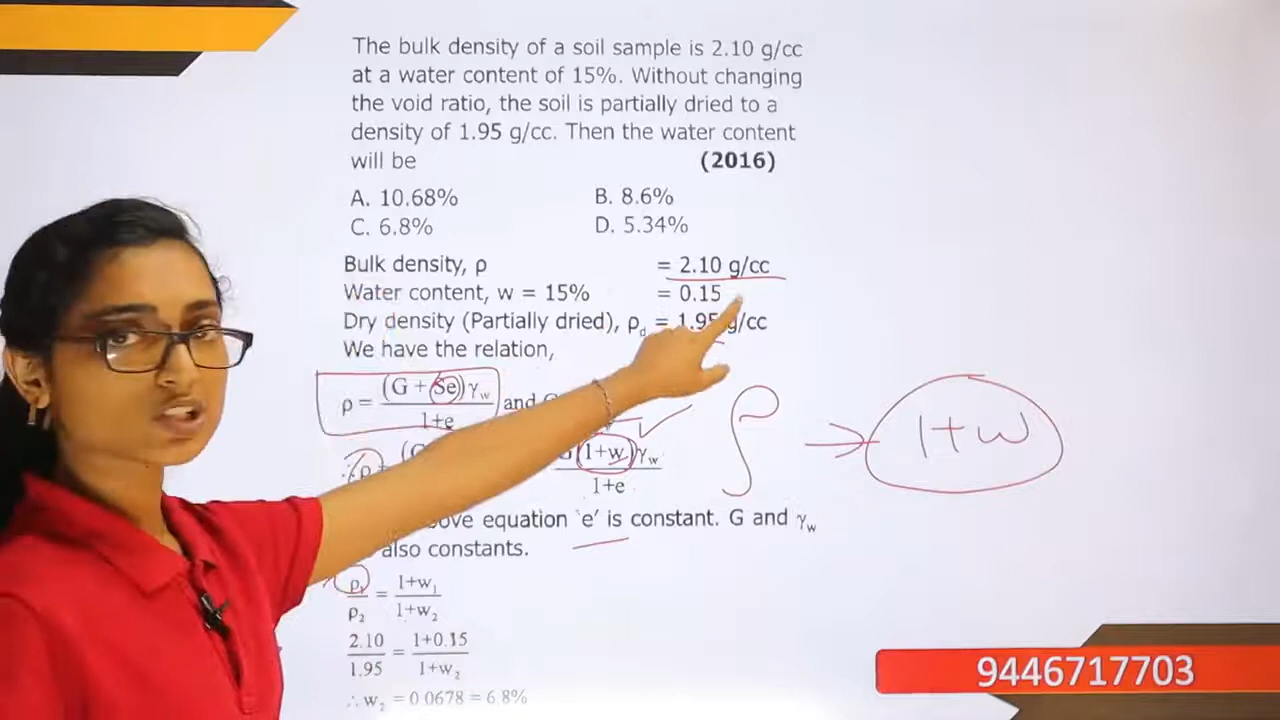 The bulk density of a soil sample is 2.10 g/cc
at a water content of 15%. Without changing
the void ratio, the soil is partially dried to a
density of 1.95 g/cc. Then the water content
will be (2016)
A. 10.68% B. 8.6%
C. 6.8% D. 5.34%
Bulk density, ρ = 2.10 g/cc
Water content, w = 15% = 0.15
Dry density (Partially dried), ρd = 1.95 g/cc
We have the relation,
ρ = (G + Se)γw / 1+e and
∴ ρ = (1+w)γw / 1+e
ρ → 1+w
equation ‘e’ is constant. G and γw
also constants.
ρ1/ρ2 = 1+w1/1+w2
2.10/1.95 = 1+0.15/1+w2
∴ w2 = 0.0678 = 6.8%
9446717703